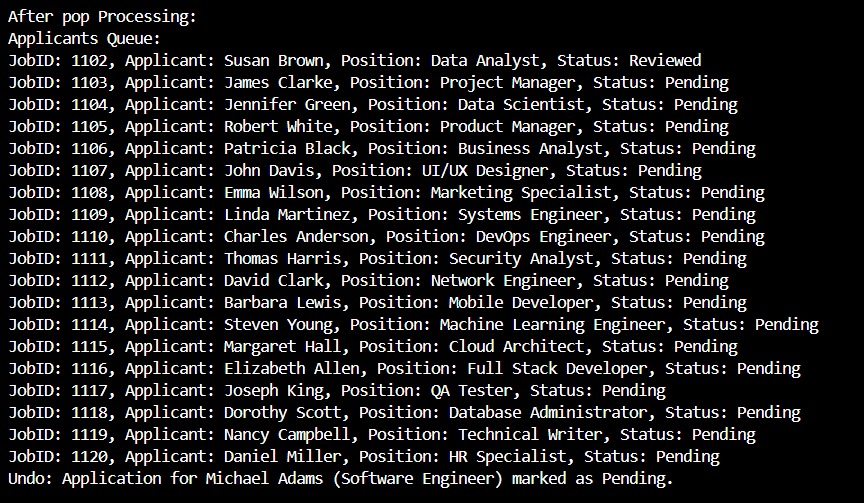 After pop Processing:
Applicants Queue:
JobID: 1102, Applicant: Susan Brown, Position: Data Analyst, Status: Reviewed
JobID: 1103, Applicant: James Clarke, Position: Project Manager, Status: Pending
JobID: 1104, Applicant: Jennifer Green, Position: Data Scientist, Status: Pending
JobID: 1105, Applicant: Robert White, Position: Product Manager, Status: Pending
JobID: 1106, Applicant: Patricia Black, Position: Business Analyst, Status: Pending
JobID: 1107, Applicant: John Davis, Position: UI/UX Designer, Status: Pending
JobID: 1108, Applicant: Emma Wilson, Position: Marketing Specialist, Status: Pending
JobID: 1109, Applicant: Linda Martinez, Position: Systems Engineer, Status: Pending
JobID: 1110, Applicant: Charles Anderson, Position: DevOps Engineer, Status: Pending
JobID: 1111, Applicant: Thomas Harris, Position: Security Analyst, Status: Pending
JobID: 1112, Applicant: David Clark, Position: Network Engineer, Status: Pending
JobID: 1113, Applicant: Barbara Lewis, Position: Mobile Developer, Status: Pending
JobID: 1114, Applicant: Steven Young, Position: Machine Learning Engineer, Status: Pending
JobID: 1115, Applicant: Margaret Hall, Position: Cloud Architect, Status: Pending
JobID: 1116, Applicant: Elizabeth Allen, Position: Full Stack Developer, Status: Pending
JobID: 1117, Applicant: Joseph King, Position: QA Tester, Status: Pending
JobID: 1118, Applicant: Dorothy Scott, Position: Database Administrator, Status: Pending
JobID: 1119, Applicant: Nancy Campbell, Position: Technical Writer, Status: Pending
JobID: 1120, Applicant: Daniel Miller, Position: HR Specialist, Status: Pending
Undo: Application for Michael Adams (Software Engineer) marked as Pending.